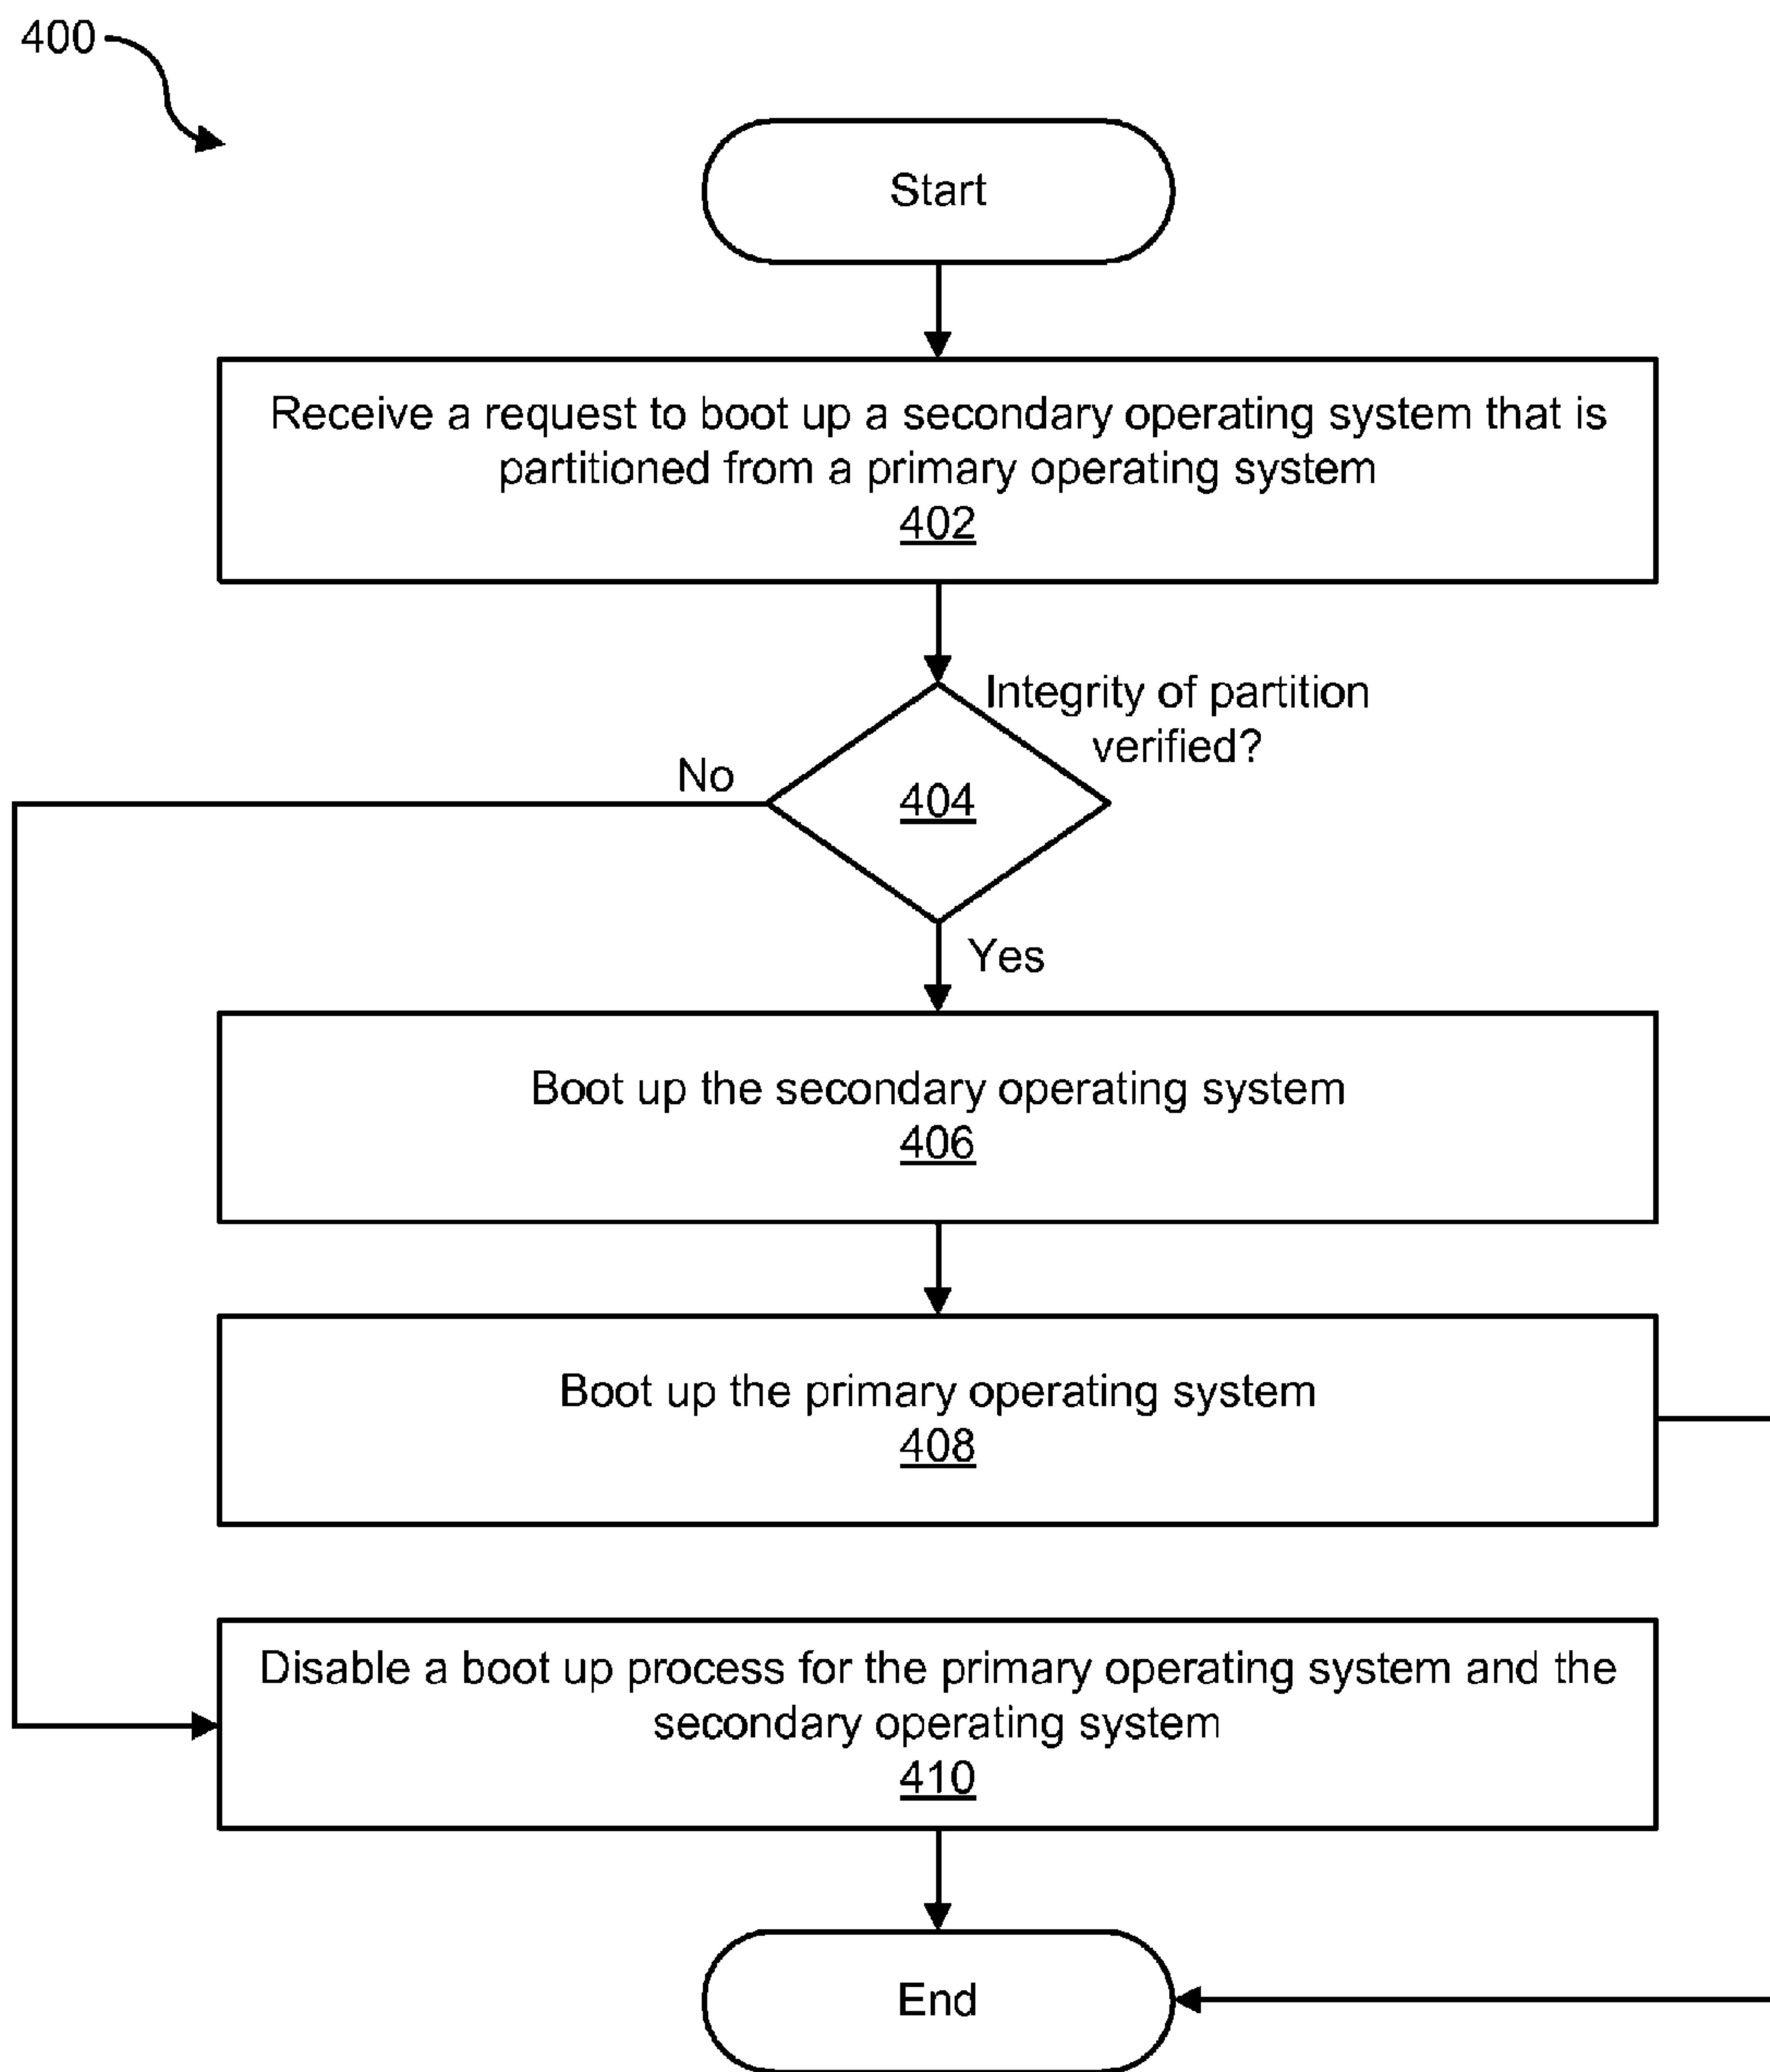 400
Start
Receive a request to boot up a secondary operating system that is
partitioned from a primary operating system
402
Integrity of partition
verified?
No
404
Yes
Boot up the secondary operating system
406
Boot up the primary operating system
408
Disable a boot up process for the primary operating system and the
secondary operating system
410
End